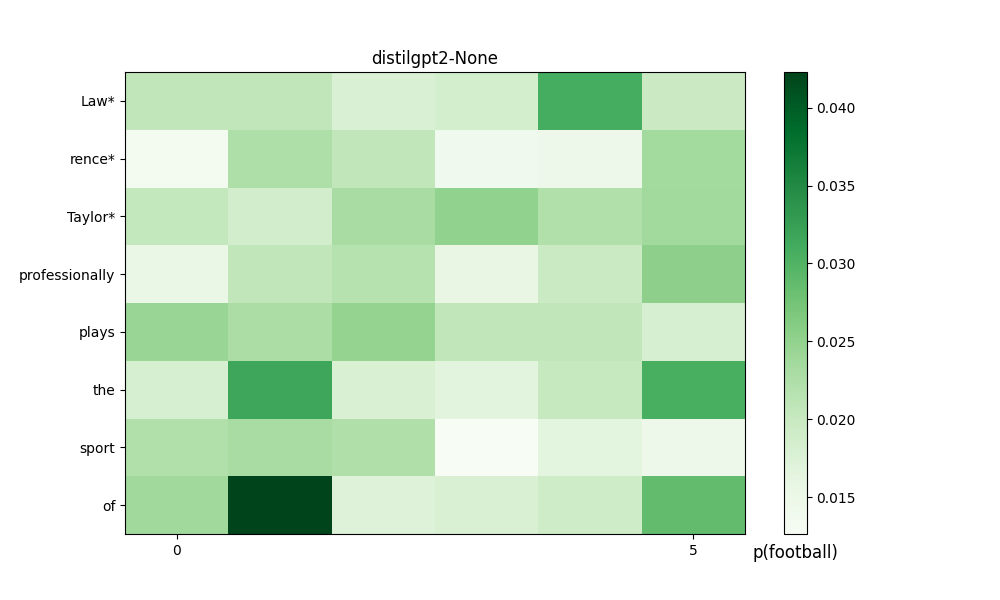 distilgpt2-None
Law*
rence*
Taylor*
professionally
plays
the
sport
of
0
5
0.040
0.035
0.030
0.025
0.020
0.015
p(football)